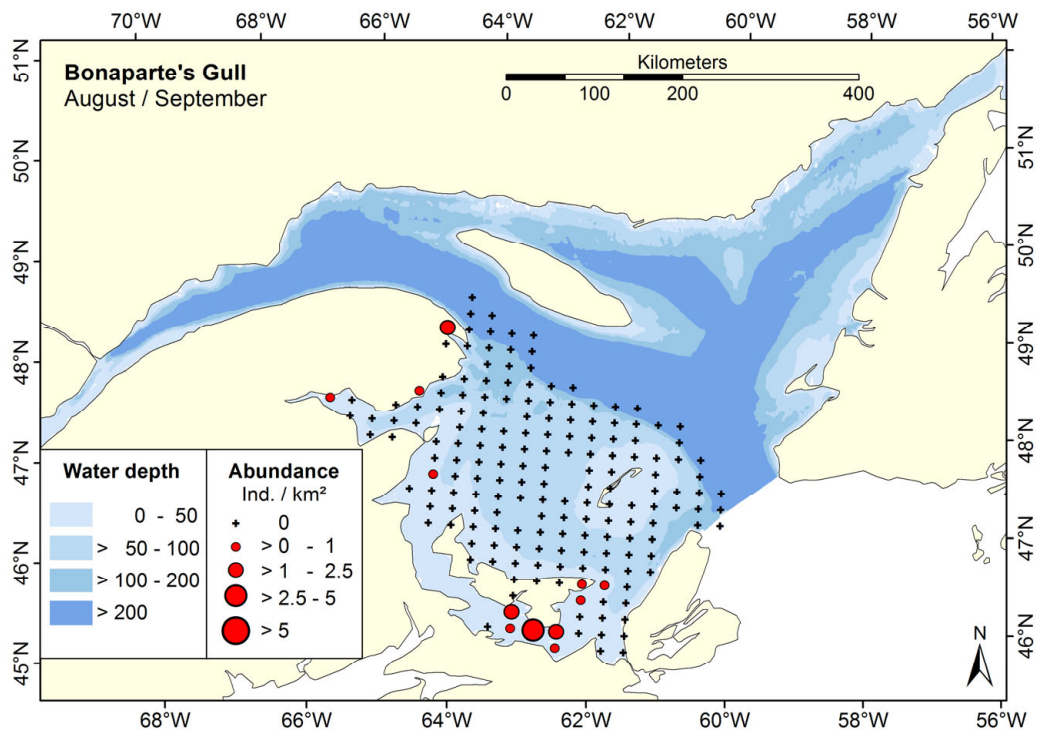 70°W 68°W 66°W 64°W 62°W 60°W 58°W 56°W
Bonaparte's Gull
August / September
Kilometers
0 100 200 400
51°N
50°N
49°N
48°N
47°N
46°N
45°N
51°N
50°N
49°N
48°N
47°N
46°N
Water depth
0 - 50
> 50 - 100
> 100 - 200
> 200
Abundance
Ind. / km²
0
> 0 - 1
> 1 - 2.5
> 2.5 - 5
> 5
N
68°W 66°W 64°W 62°W 60°W 58°W 56°W